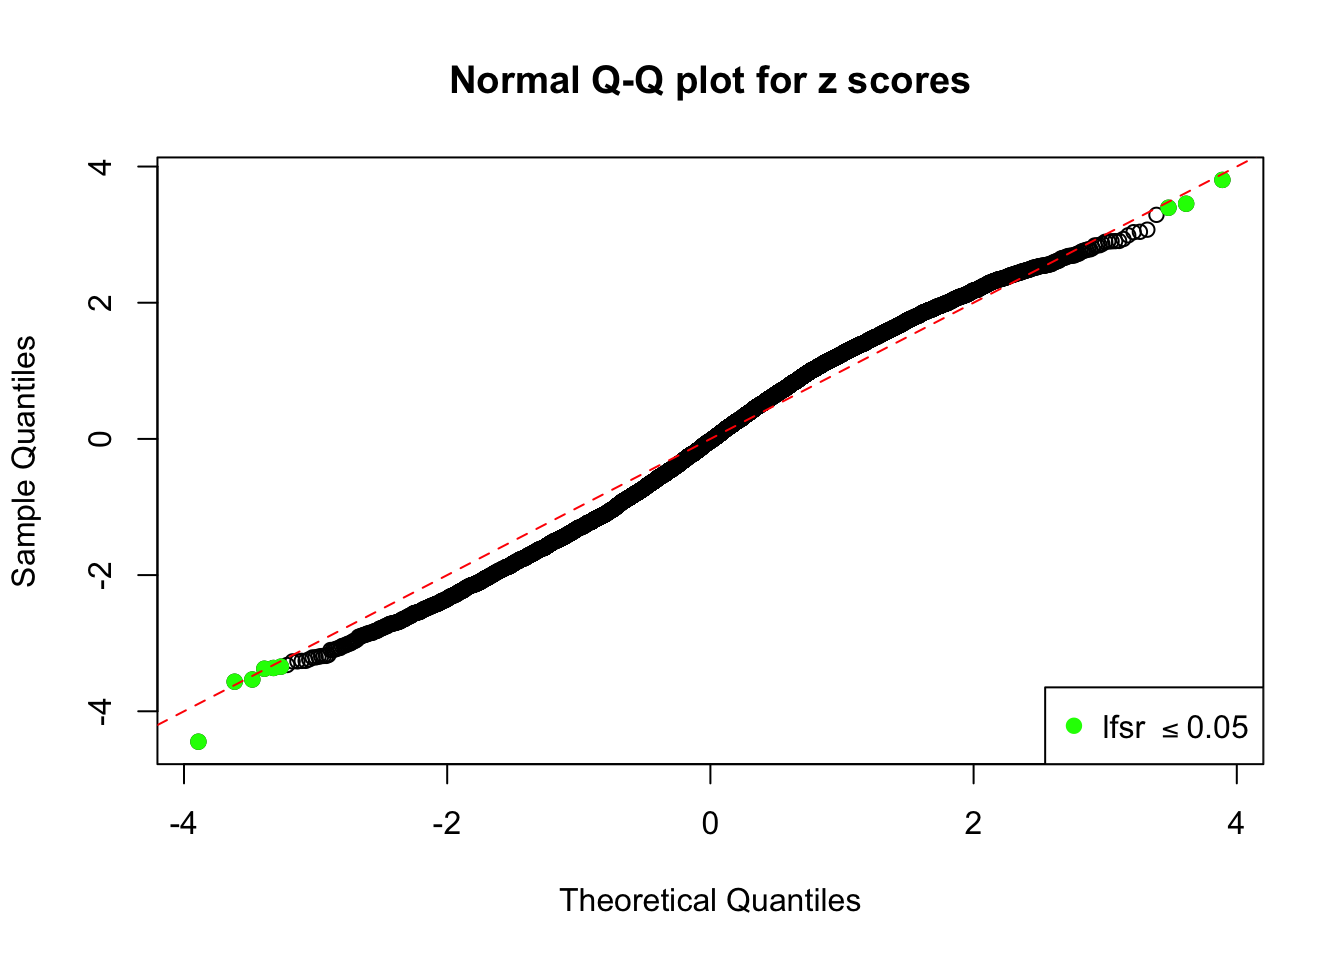 Normal Q-Q plot for z scores
4
2
0
-2
-4
Sample Quantiles
lfsr ≤ 0.05
-4 -2 0 2 4
Theoretical Quantiles